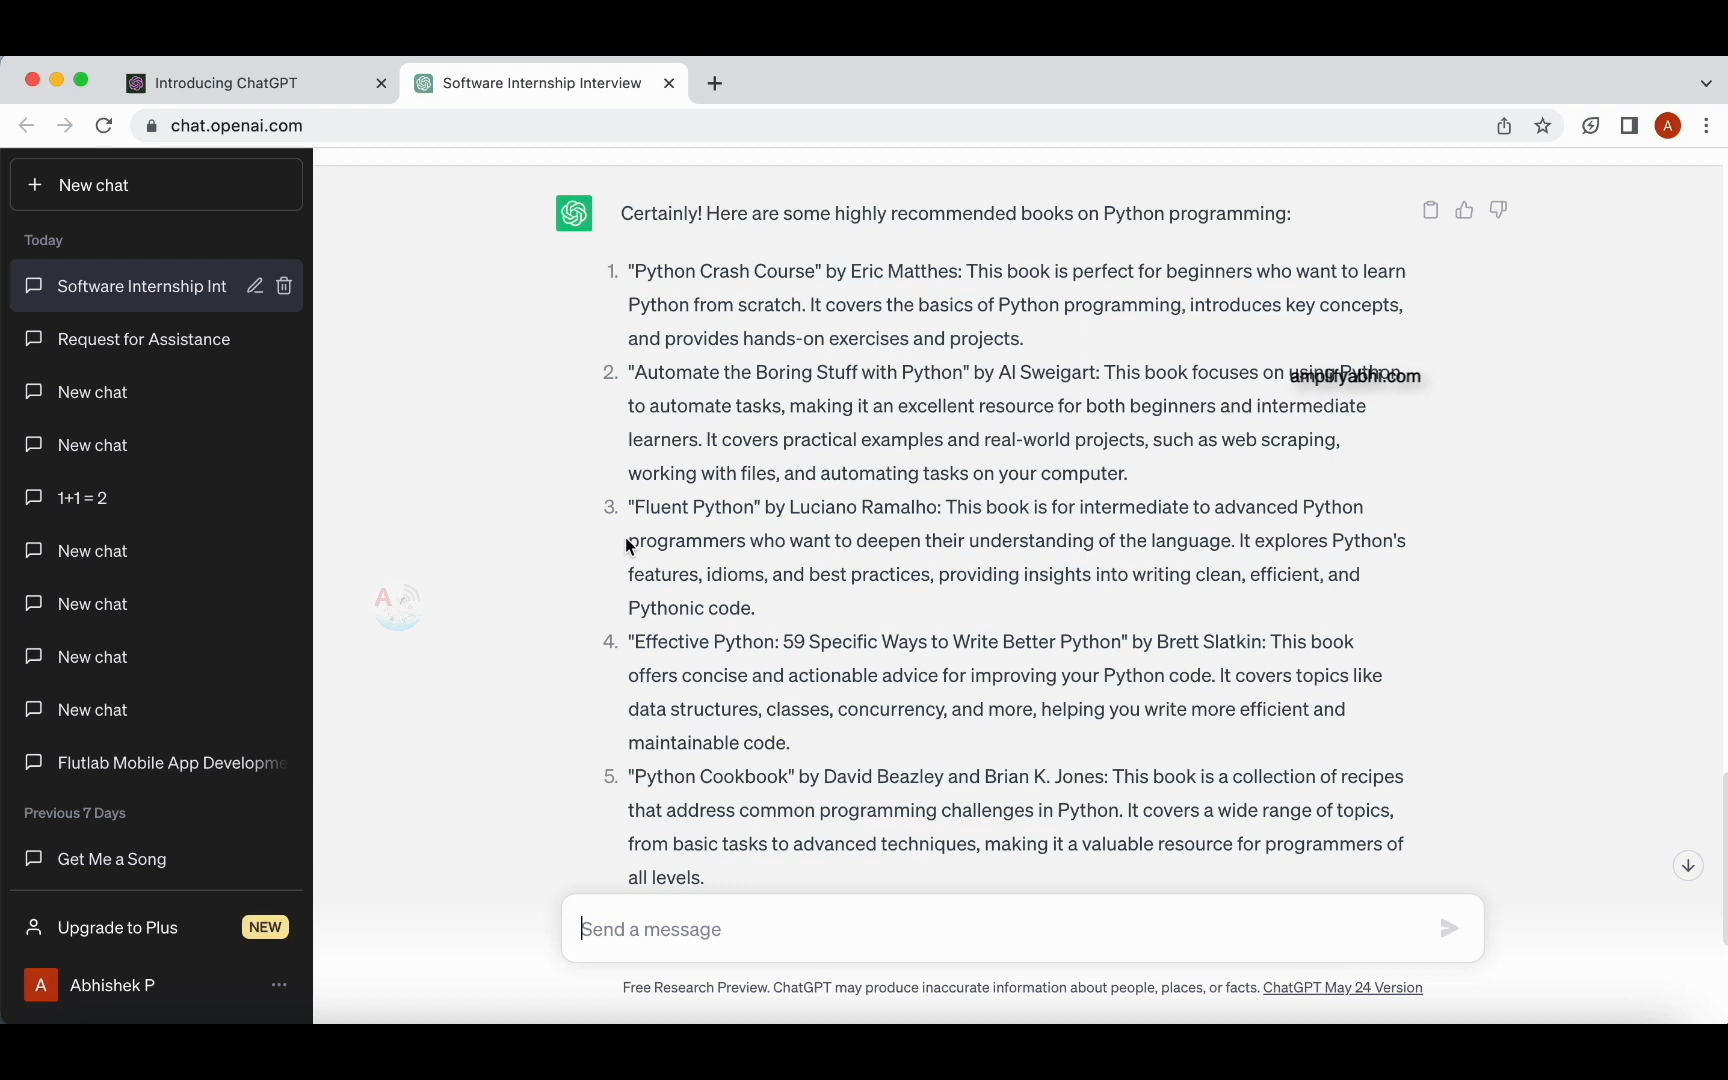 Introducing ChatGPT
Software Internship Interview
chat.openai.com
A
New chat
Today
Software Internship Int
Request for Assistance
New chat
New chat
1+1 = 2
New chat
New chat
New chat
New chat
Flutlab Mobile App Developme
Previous 7 Days
Get Me a Song
Upgrade to Plus NEW
A Abhishek P
Certainly! Here are some highly recommended books on Python programming:
1. "Python Crash Course" by Eric Matthes: This book is perfect for beginners who want to learn
Python from scratch. It covers the basics of Python programming, introduces key concepts,
and provides hands-on exercises and projects.
2. "Automate the Boring Stuff with Python" by Al Sweigart: This book focuses on using Python
amplifyabhi.com
to automate tasks, making it an excellent resource for both beginners and intermediate
learners. It covers practical examples and real-world projects, such as web scraping,
working with files, and automating tasks on your computer.
3. "Fluent Python" by Luciano Ramalho: This book is for intermediate to advanced Python
programmers who want to deepen their understanding of the language. It explores Python's
features, idioms, and best practices, providing insights into writing clean, efficient, and
Pythonic code.
A
4. "Effective Python: 59 Specific Ways to Write Better Python" by Brett Slatkin: This book
offers concise and actionable advice for improving your Python code. It covers topics like
data structures, classes, concurrency, and more, helping you write more efficient and
maintainable code.
5. "Python Cookbook" by David Beazley and Brian K. Jones: This book is a collection of recipes
that address common programming challenges in Python. It covers a wide range of topics,
from basic tasks to advanced techniques, making it a valuable resource for programmers of
all levels.
Send a message
Free Research Preview. ChatGPT may produce inaccurate information about people, places, or facts. ChatGPT May 24 Version